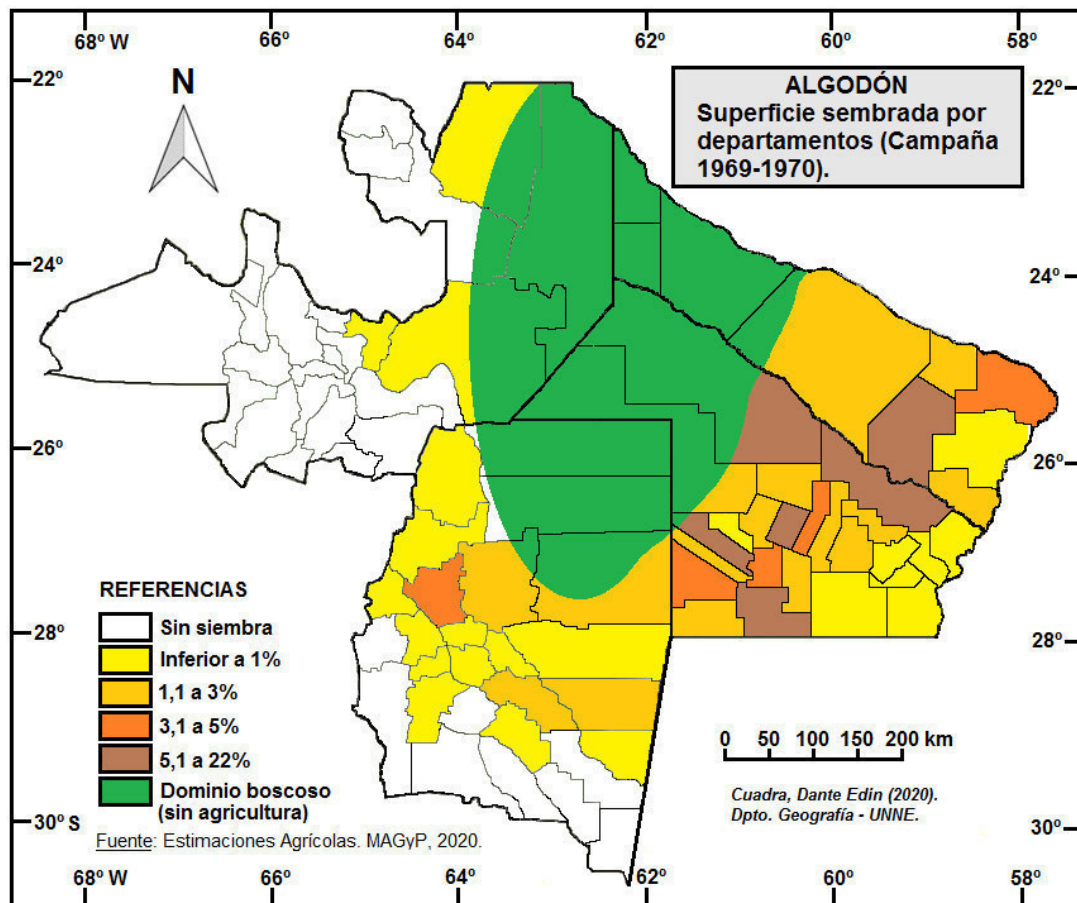 68º W 66º 64º 62º 60º 58º
22º
24º
26º
28º
30º S
22º
24º
26º
28º
30º
N
ALGODÓN
Superficie sembrada por
departamentos (Campaña
1969-1970).
REFERENCIAS
Sin siembra
Inferior a 1%
1,1 a 3%
3,1 a 5%
5,1 a 22%
Dominio boscoso
(sin agricultura)
Fuente: Estimaciones Agrícolas. MAGyP, 2020.
0 50 100 150 200 km
Cuadra, Dante Edin (2020).
Dpto. Geografía - UNNE.
68º W 66º 64º 62º 60º 58º